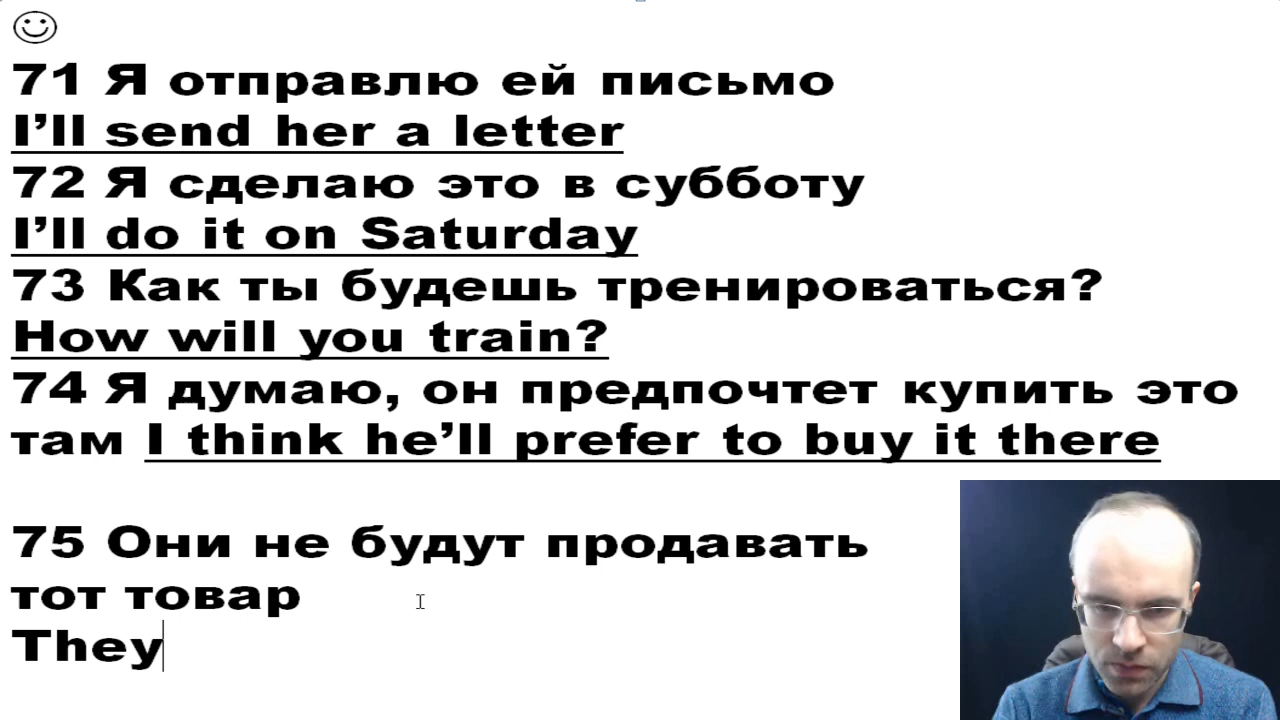 71 Я отправлю ей письмо
I’ll send her a letter
72 Я сделаю это в субботу
I’ll do it on Saturday
73 Как ты будешь тренироваться?
How will you train?
74 Я думаю, он предпочтет купить это
там I think he’ll prefer to buy it there
75 Они не будут продавать
тот товар
They